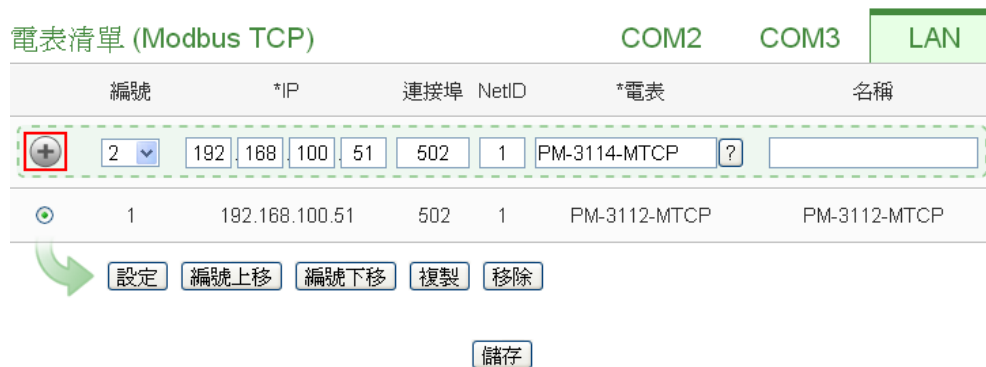 電表清單 (Modbus TCP) COM2 COM3 LAN
編號 *IP 連接埠 NetID *電表 名稱
2 192 . 168 . 100 . 51 502 1 PM-3114-MTCP ?
1 192.168.100.51 502 1 PM-3112-MTCP PM-3112-MTCP
設定 編號上移 編號下移 複製 移除
儲存